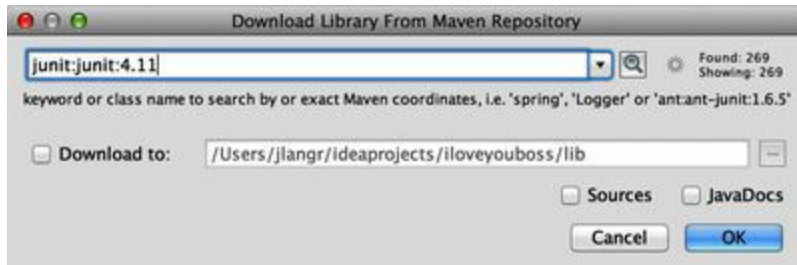 Download Library From Maven Repository
junit:junit:4.11
Found: 269
Showing: 269
keyword or class name to search by or exact Maven coordinates, i.e. 'spring', 'Logger' or 'ant:ant-junit:1.6.5'
Download to: /Users/jlangr/ideaprojects/iloveyouboss/lib
Sources JavaDocs
Cancel OK